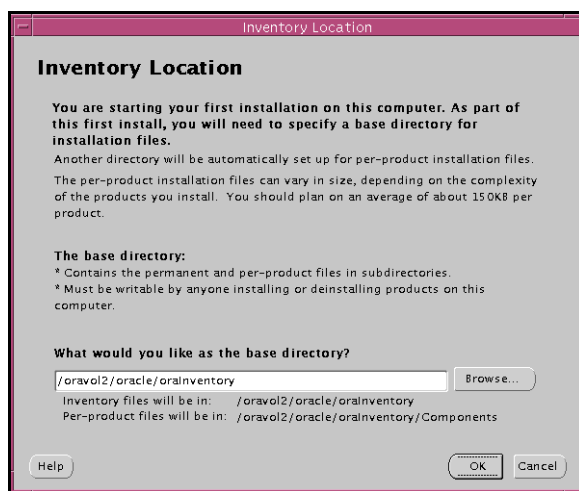 Inventory Location
Inventory Location
You are starting your first installation on this computer. As part of
this first install, you will need to specify a base directory for
installation files.
Another directory will be automatically set up for per-product installation files.
The per-product installation files can vary in size, depending on the complexity
of the products you install. You should plan on an average of about 150KB per
product.
The base directory:
* Contains the permanent and per-product files in subdirectories.
* Must be writable by anyone installing or deinstalling products on this
computer.
What would you like as the base directory?
/oravol2/oracle/oraInventory
Browse...
Inventory files will be in: /oravol2/oracle/oraInventory
Per-product files will be in: /oravol2/oracle/oraInventory/Components
Help
OK
Cancel